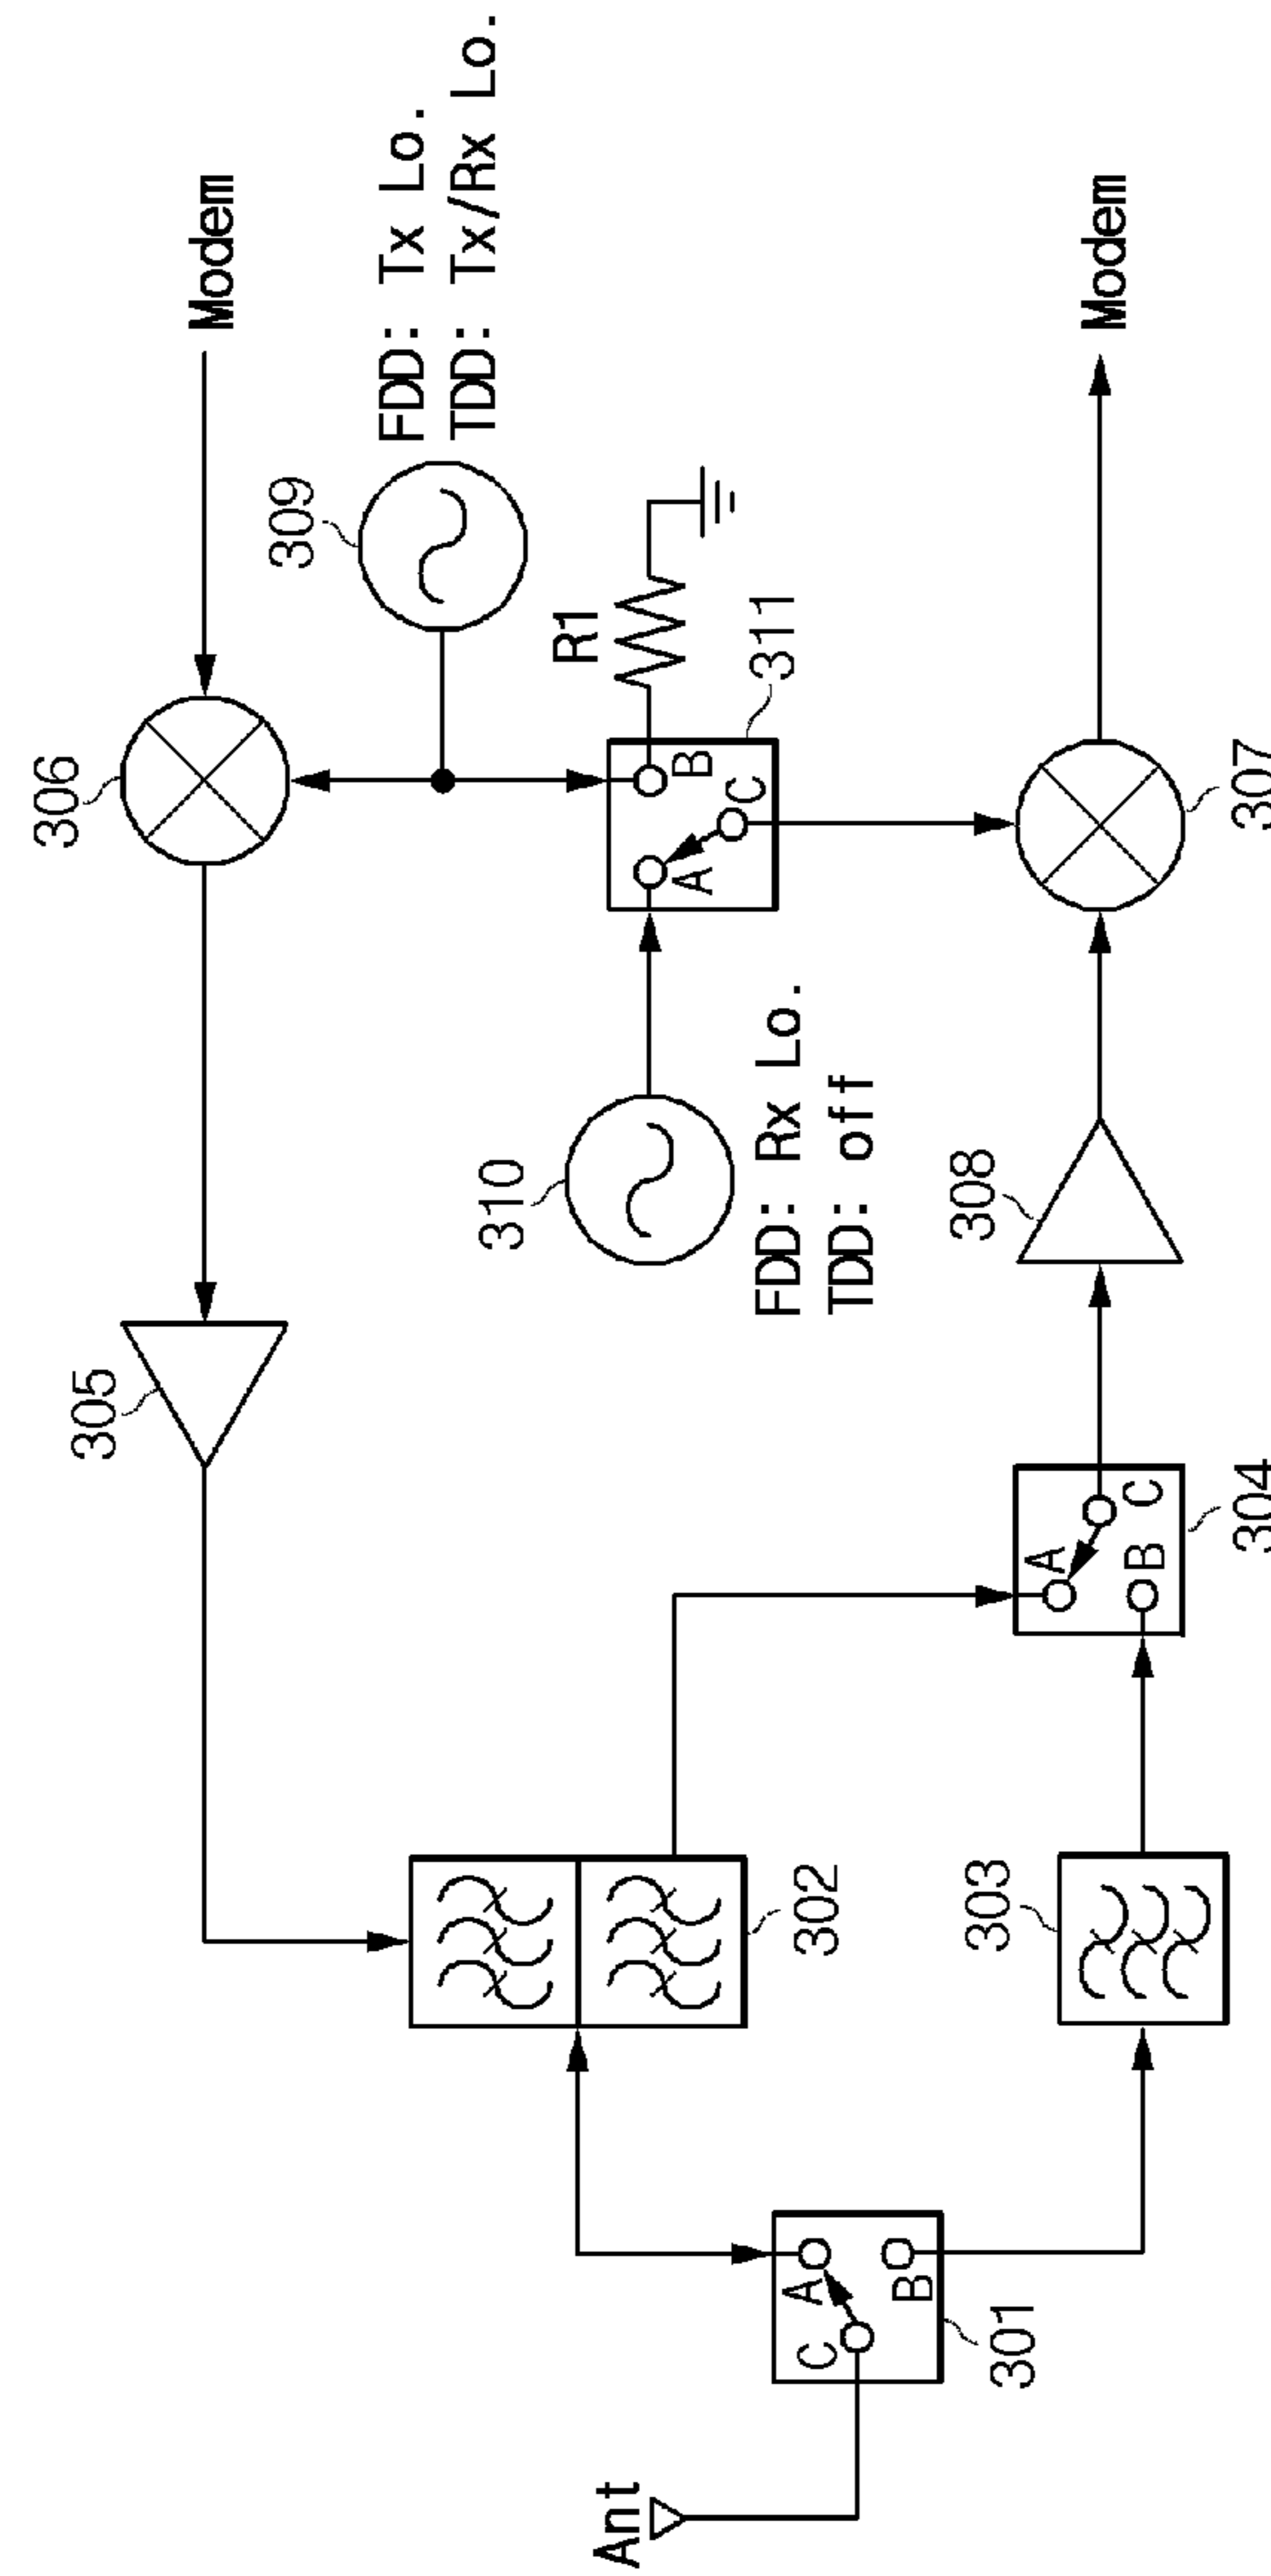 Ant
C
A
B
301
302
303
A
B
C
304
305
306
Modem
309
FDD: Tx Lo.
TDD: Tx/Rx Lo.
310
FDD: Rx Lo.
TDD: off
A
B
C
311
R1
308
307
Modem